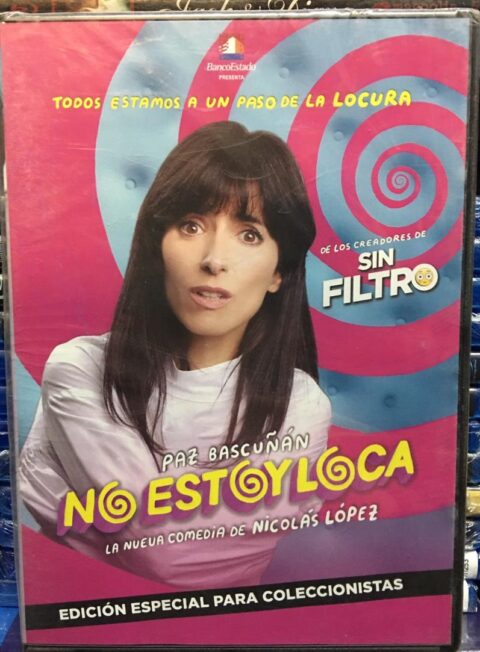 BancoEstado
PRESENTA
TODOS ESTAMOS A UN PASO DE LA LOCURA
DE LOS CREADORES DE
SIN
FILTRO
PAZ BASCUÑÁN
NO ESTOY LOCA
LA NUEVA COMEDIA DE NICOLÁS LÓPEZ
EDICIÓN ESPECIAL PARA COLECCIONISTAS